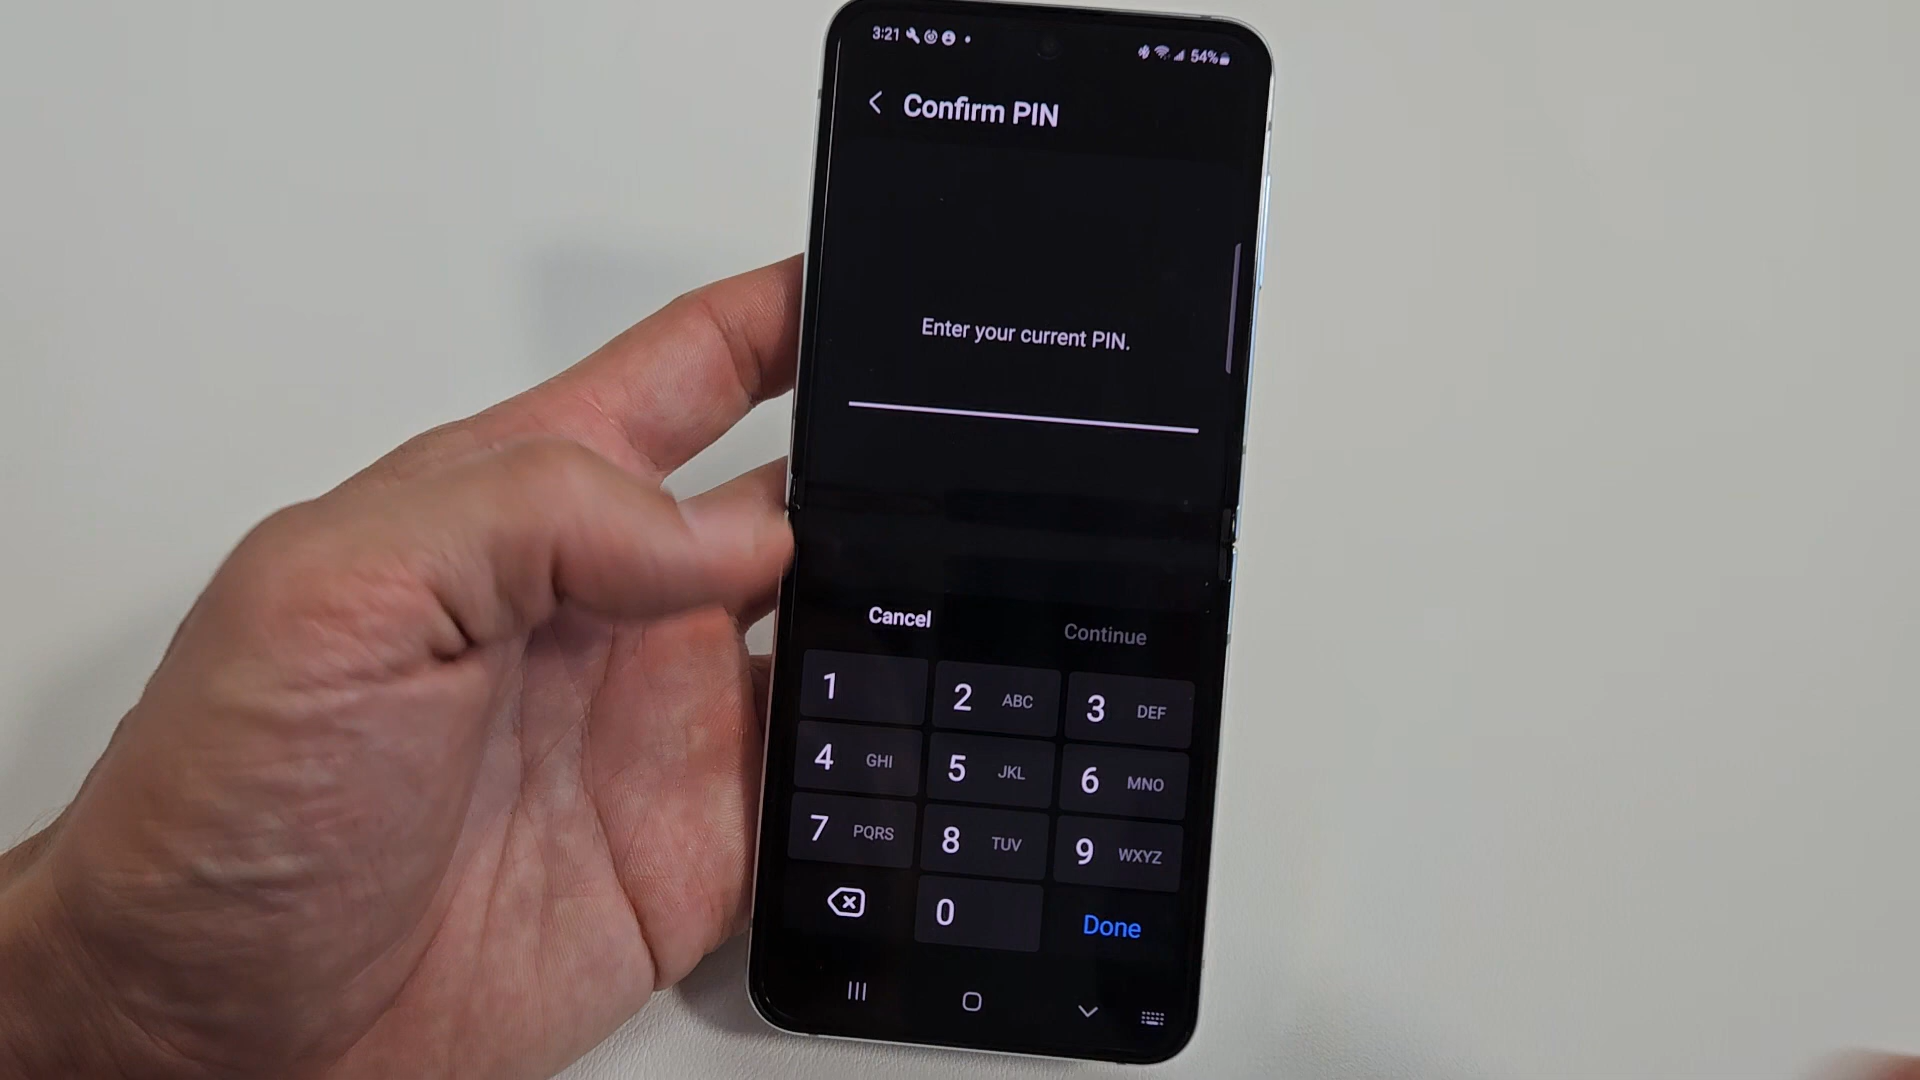 3:21
54%
Confirm PIN
Enter your current PIN.
Cancel
Continue
1
2 ABC
3 DEF
4 GHI
5 JKL
6 MNO
7 PQRS
8 TUV
9 WXYZ
0
Done